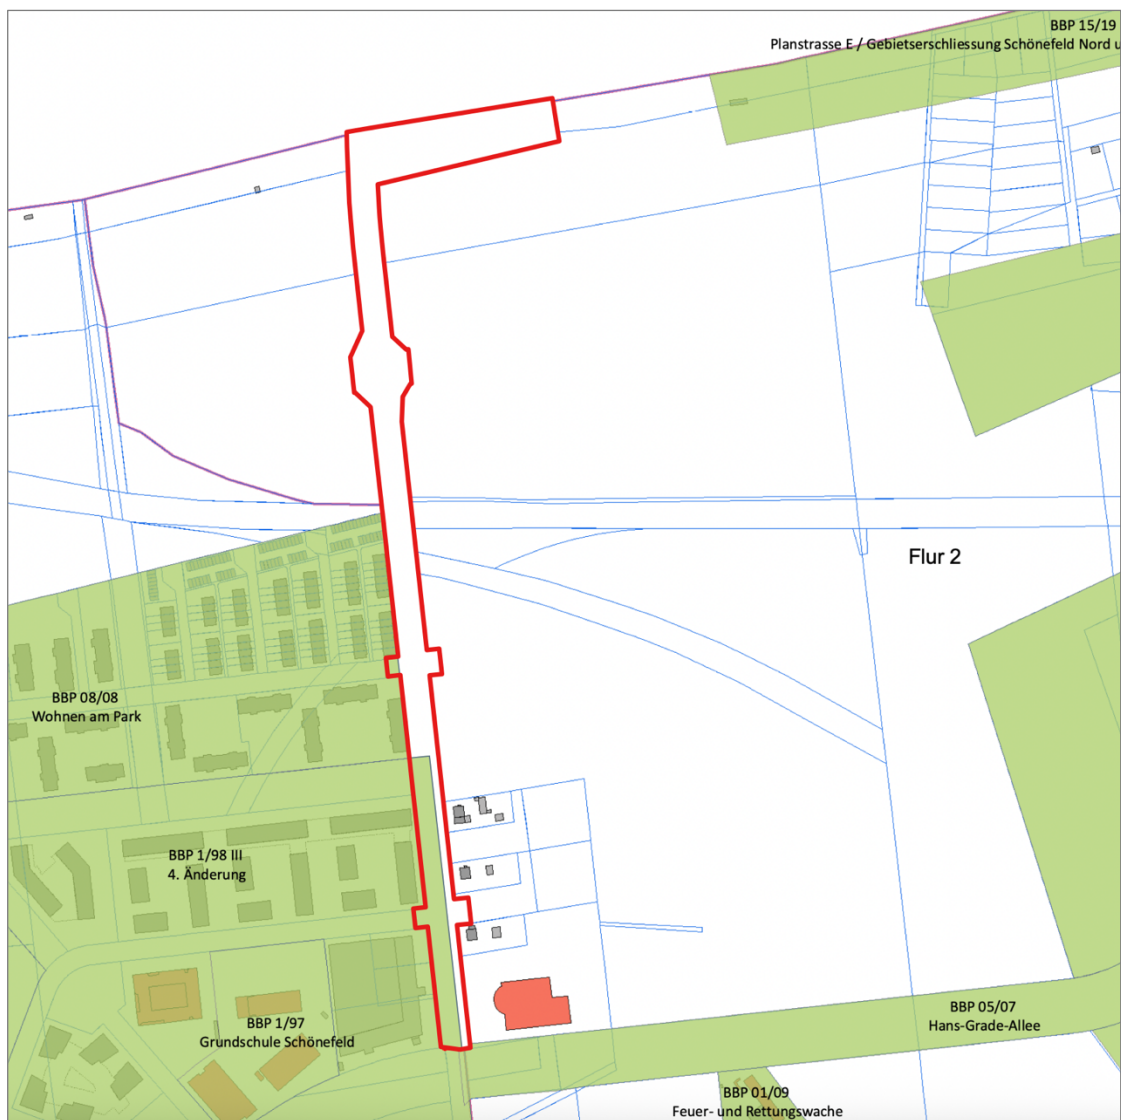 BBP 15/19
Planstrasse E / Gebietserschliessung Schönefeld Nord u
Flur 2
BBP 08/08
Wohnen am Park
BBP 1/98 III
4. Änderung
BBP 05/07
Hans-Grade-Allee
BBP 1/97
Grundschule Schönefeld
BBP 01/09
Feuer- und Rettungswache